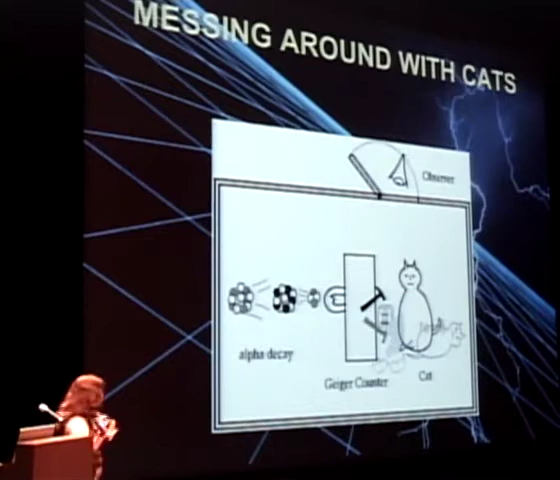 MESSING AROUND WITH CATS
Observer
alpha decay
Geiger Counter
Cat